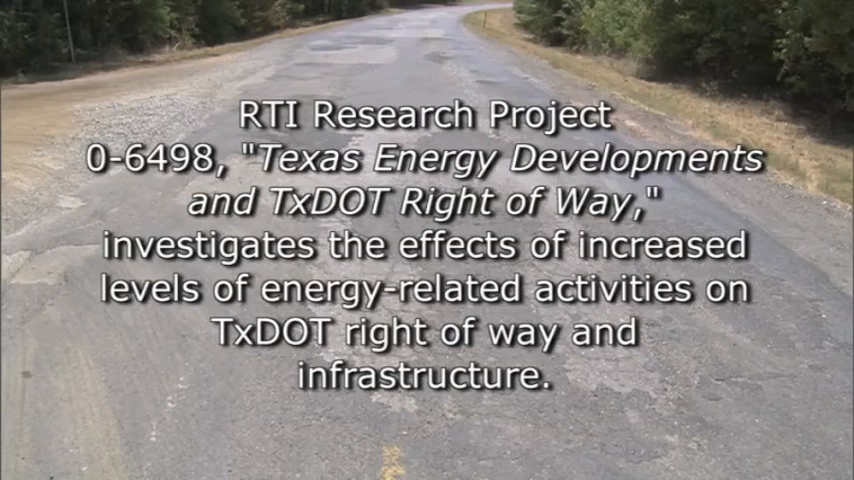 RTI Research Project
0-6498, "Texas Energy Developments
and TxDOT Right of Way,"
investigates the effects of increased
levels of energy-related activities on
TxDOT right of way and
infrastructure.